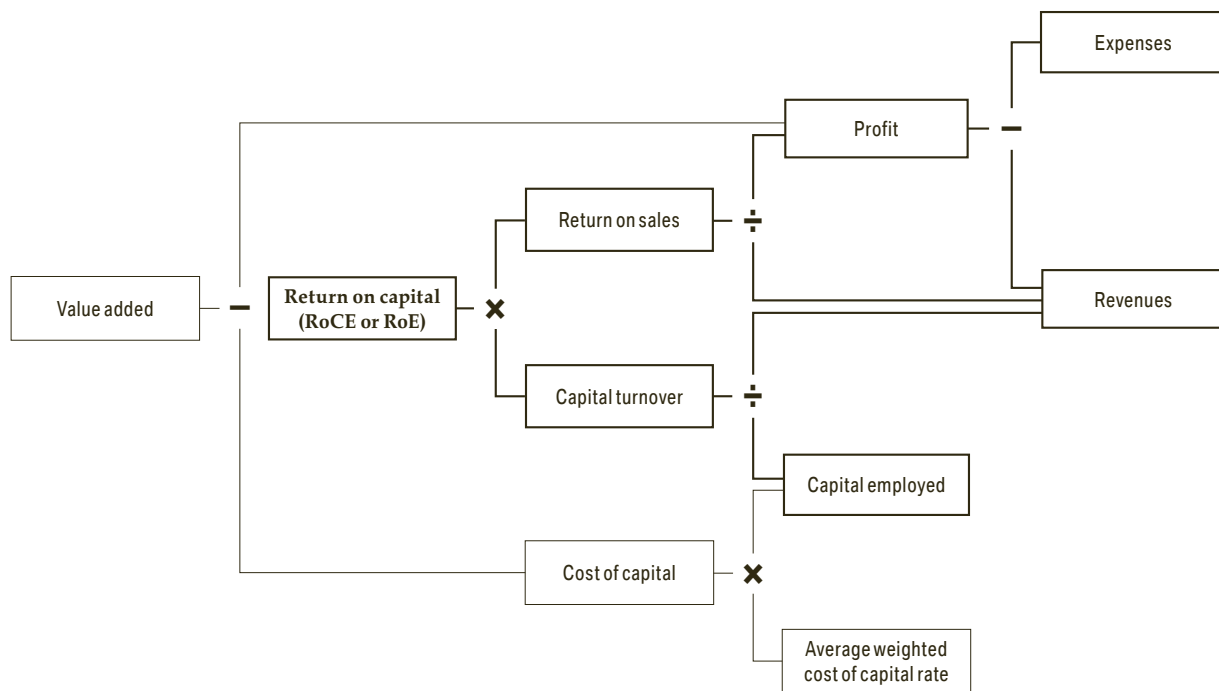 Expenses
Profit
Return on sales
Value added
Return on capital
(RoCE or RoE)
Revenues
Capital turnover
Capital employed
Cost of capital
Average weighted
cost of capital rate